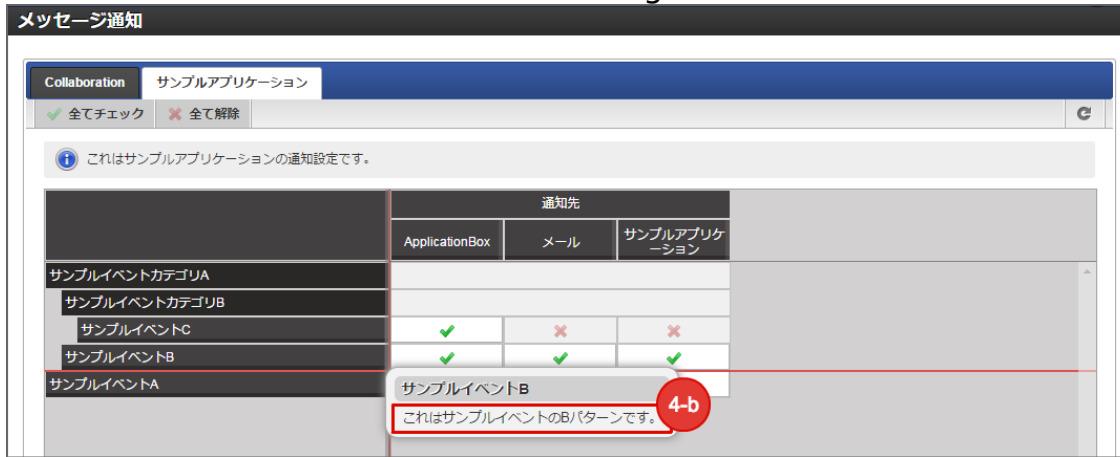 メッセージ通知
Collaboration サンプルアプリケーション
全てチェック 全て解除
これはサンプルアプリケーションの通知設定です。
通知先
ApplicationBox メール サンプルアプリケ
ーション
サンプルイベントカテゴリA
サンプルイベントカテゴリB
サンプルイベントC
サンプルイベントB
サンプルイベントA
サンプルイベントB
これはサンプルイベントのBパターンです。
4-b